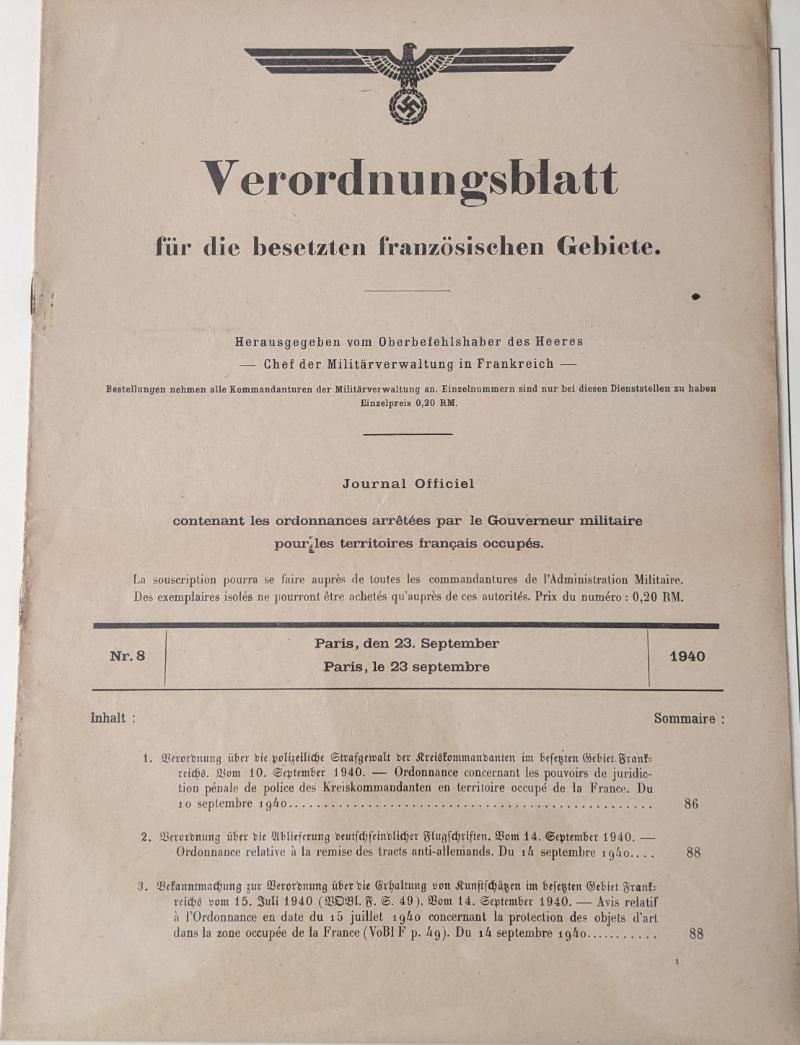 Verordnungsblatt
für die besetzten französischen Gebiete.
Herausgegeben vom Oberbefehlshaber des Heeres
— Chef der Militärverwaltung in Frankreich —
Bestellungen nehmen alle Kommandanturen der Militärverwaltung an. Einzelnummern sind nur bei diesen Dienststellen zu haben
Einzelpreis 0,20 RM.
Journal Officiel
contenant les ordonnances arrêtées par le Gouverneur militaire
pour les territoires français occupés.
La souscription pourra se faire auprès de toutes les commandantures de l'Administration Militaire.
Des exemplaires isolés ne pourront être achetés qu'auprès de ces autorités. Prix du numéro : 0,20 RM.
Nr. 8
Paris, den 23. September
Paris, le 23 septembre
1940
Inhalt :
Sommaire :
1. Verordnung über die polizeiliche Strafgewalt der Kreiskommandanten im besetzten Gebiet Frank-
reichs. Vom 10. September 1940. — Ordonnance concernant les pouvoirs de juridic-
tion pénale de police des Kreiskommandanten en territoire occupé de la France. Du
10 septembre 1940.................................................... 86
2. Verordnung über die Ablieferung deutschfeindlicher Flugschriften. Vom 14. September 1940. —
Ordonnance relative à la remise des tracts anti-allemands. Du 14 septembre 1940.... 88
3. Bekanntmachung zur Verordnung über die Erhaltung von Kunstschätzen im besetzten Gebiet Frank-
reichs vom 15. Juli 1940 (VOBl. F. S. 49). Vom 14. September 1940. — Avis relatif
à l'Ordonnance en date du 15 juillet 1940 concernant la protection des objets d'art
dans la zone occupée de la France (VoBl F p. 49). Du 14 septembre 1940........... 88
1